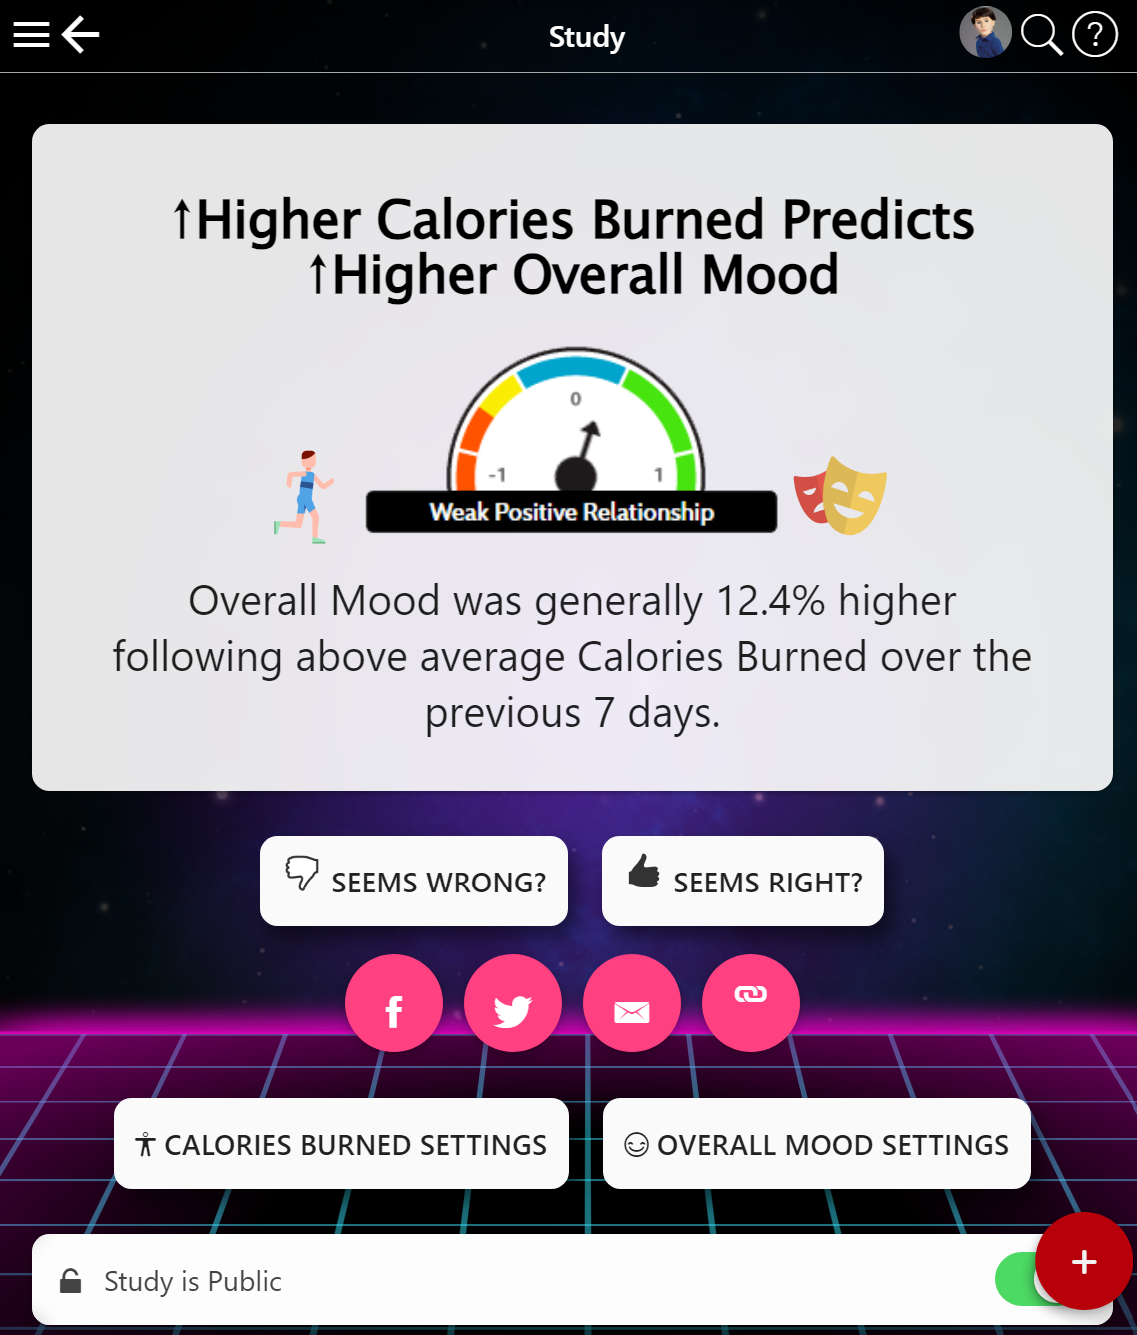 Study
?
↑Higher Calories Burned Predicts
↑Higher Overall Mood
0
-1
1
Weak Positive Relationship
Overall Mood was generally 12.4% higher
following above average Calories Burned over the
previous 7 days.
SEEMS WRONG?
SEEMS RIGHT?
CALORIES BURNED SETTINGS
OVERALL MOOD SETTINGS
Study is Public
+